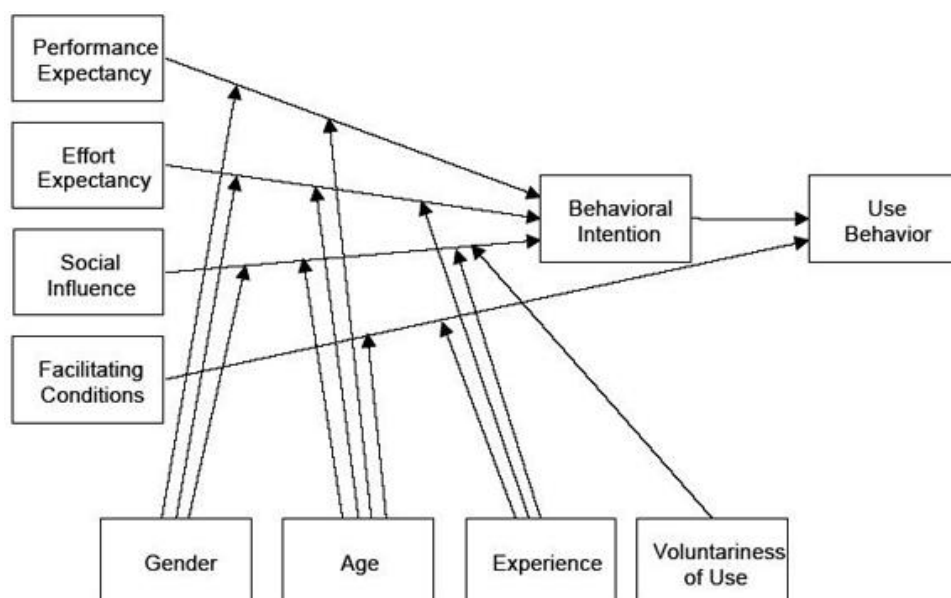 Performance
Expectancy
Effort
Expectancy
Social
Influence
Facilitating
Conditions
Behavioral
Intention
Use
Behavior
Gender
Age
Experience
Voluntariness
of Use